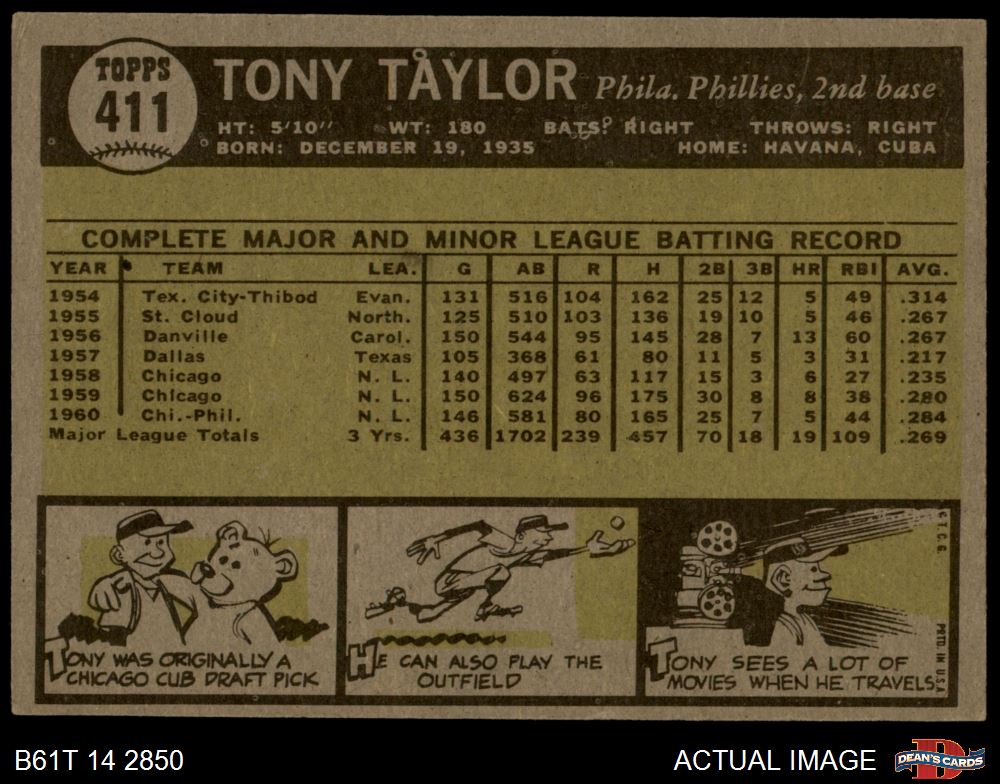 TOPPS
411
TONY TAYLOR Phila. Phillies, 2nd base
HT: 5'10" WT: 180 BATS: RIGHT THROWS: RIGHT
BORN: DECEMBER 19, 1935 HOME: HAVANA, CUBA
COMPLETE MAJOR AND MINOR LEAGUE BATTING RECORD
YEAR TEAM LEA. G AB R H 2B 3B HR RBI AVG.
1954 Tex. City-Thibod Evan. 131 516 104 162 25 12 5 49 .314
1955 St. Cloud North. 125 510 103 136 19 10 5 46 .267
1956 Danville Carol. 150 544 95 145 28 7 13 60 .267
1957 Dallas Texas 105 368 61 80 11 5 3 31 .217
1958 Chicago N. L. 140 497 63 117 15 3 6 27 .235
1959 Chicago N. L. 150 624 96 175 30 8 8 38 .280
1960 Chi.-Phil. N. L. 146 581 80 165 25 7 5 44 .284
Major League Totals 3 Yrs. 436 1702 239 457 70 18 19 109 .269
TONY WAS ORIGINALLY A
CHICAGO CUB DRAFT PICK
HE CAN ALSO PLAY THE
OUTFIELD
TONY SEES A LOT OF
MOVIES WHEN HE TRAVELS
© T. C. G.
PRTD. IN U.S.A.
B61T 14 2850
ACTUAL IMAGE
DEAN'S CARDS